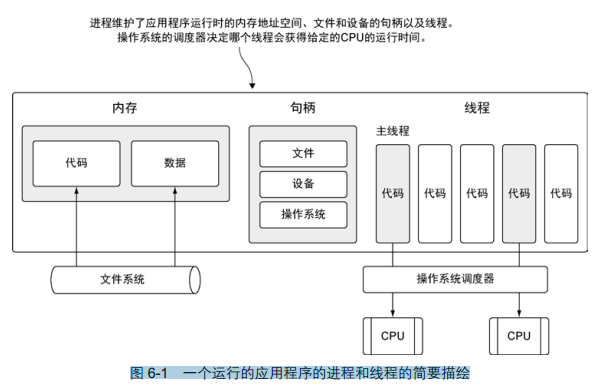 进程维护了应用程序运行时的内存地址空间、文件和设备的句柄以及线程。
操作系统的调度器决定哪个线程会获得给定的CPU的运行时间。
内存
句柄
线程
主线程
代码
数据
文件
设备
操作系统
代码
代码
代码
代码
代码
文件系统
操作系统调度器
CPU
CPU
图 6-1 一个运行的应用程序的进程和线程的简要描绘